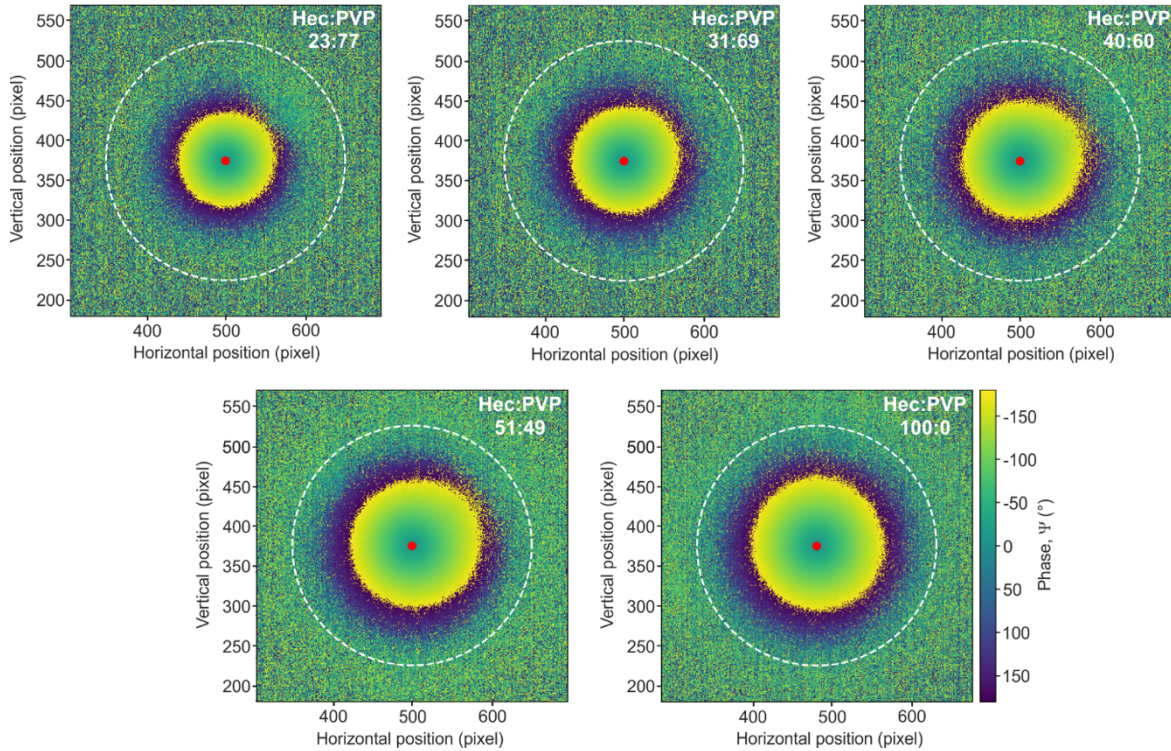 Hec:PVP
23:77
550
500
450
400
350
300
250
200
Vertical position (pixel)
400 500 600
Horizontal position (pixel)
Hec:PVP
31:69
550
500
450
400
350
300
250
200
Vertical position (pixel)
400 500 600
Horizontal position (pixel)
Hec:PVP
40:60
550
500
450
400
350
300
250
200
Vertical position (pixel)
400 500 600
Horizontal position (pixel)
Hec:PVP
51:49
550
500
450
400
350
300
250
200
Vertical position (pixel)
400 500 600
Horizontal position (pixel)
Hec:PVP
100:0
550
500
450
400
350
300
250
200
Vertical position (pixel)
400 500 600
Horizontal position (pixel)
-150
-100
-50
0
50
100
150
Phase, Ψ (°)